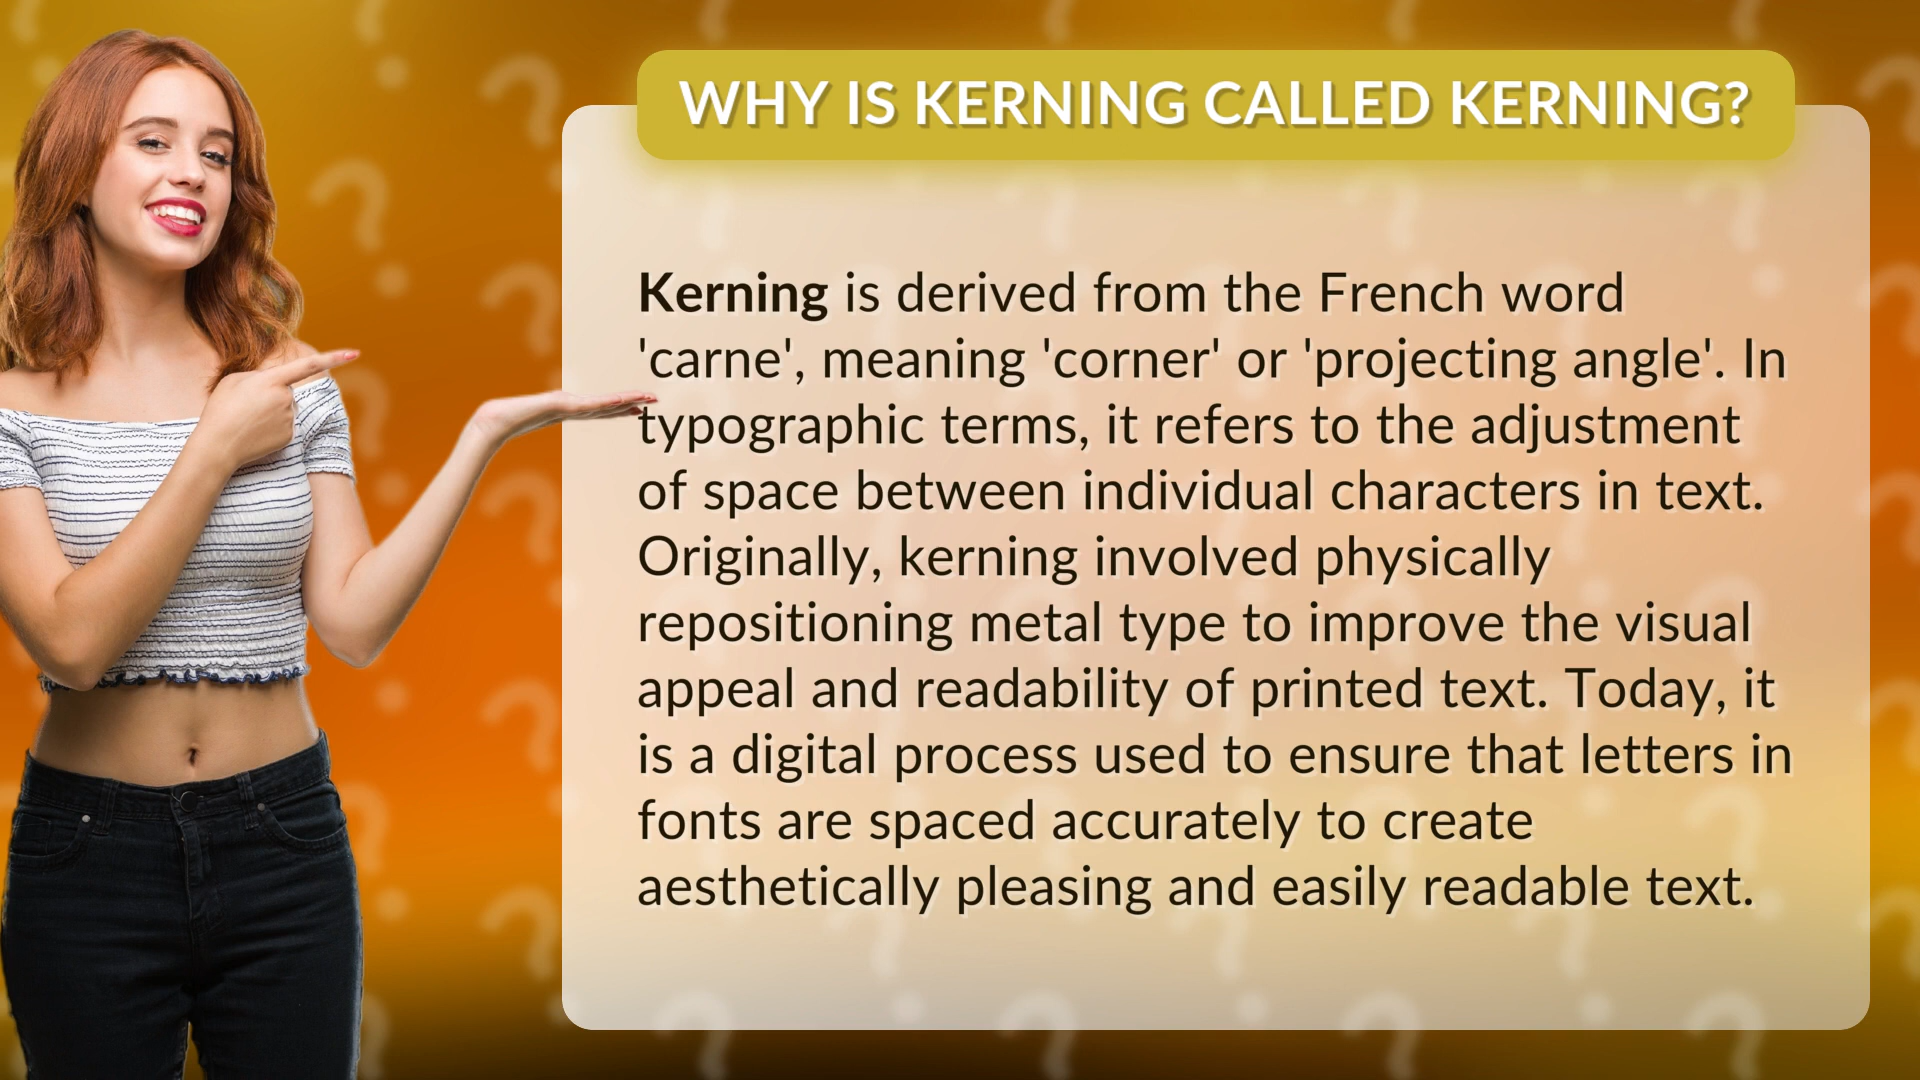 WHY IS KERNING CALLED KERNING?
Kerning is derived from the French word
'carne', meaning 'corner' or 'projecting angle'. In
typographic terms, it refers to the adjustment
of space between individual characters in text.
Originally, kerning involved physically
repositioning metal type to improve the visual
appeal and readability of printed text. Today, it
is a digital process used to ensure that letters in
fonts are spaced accurately to create
aesthetically pleasing and easily readable text.